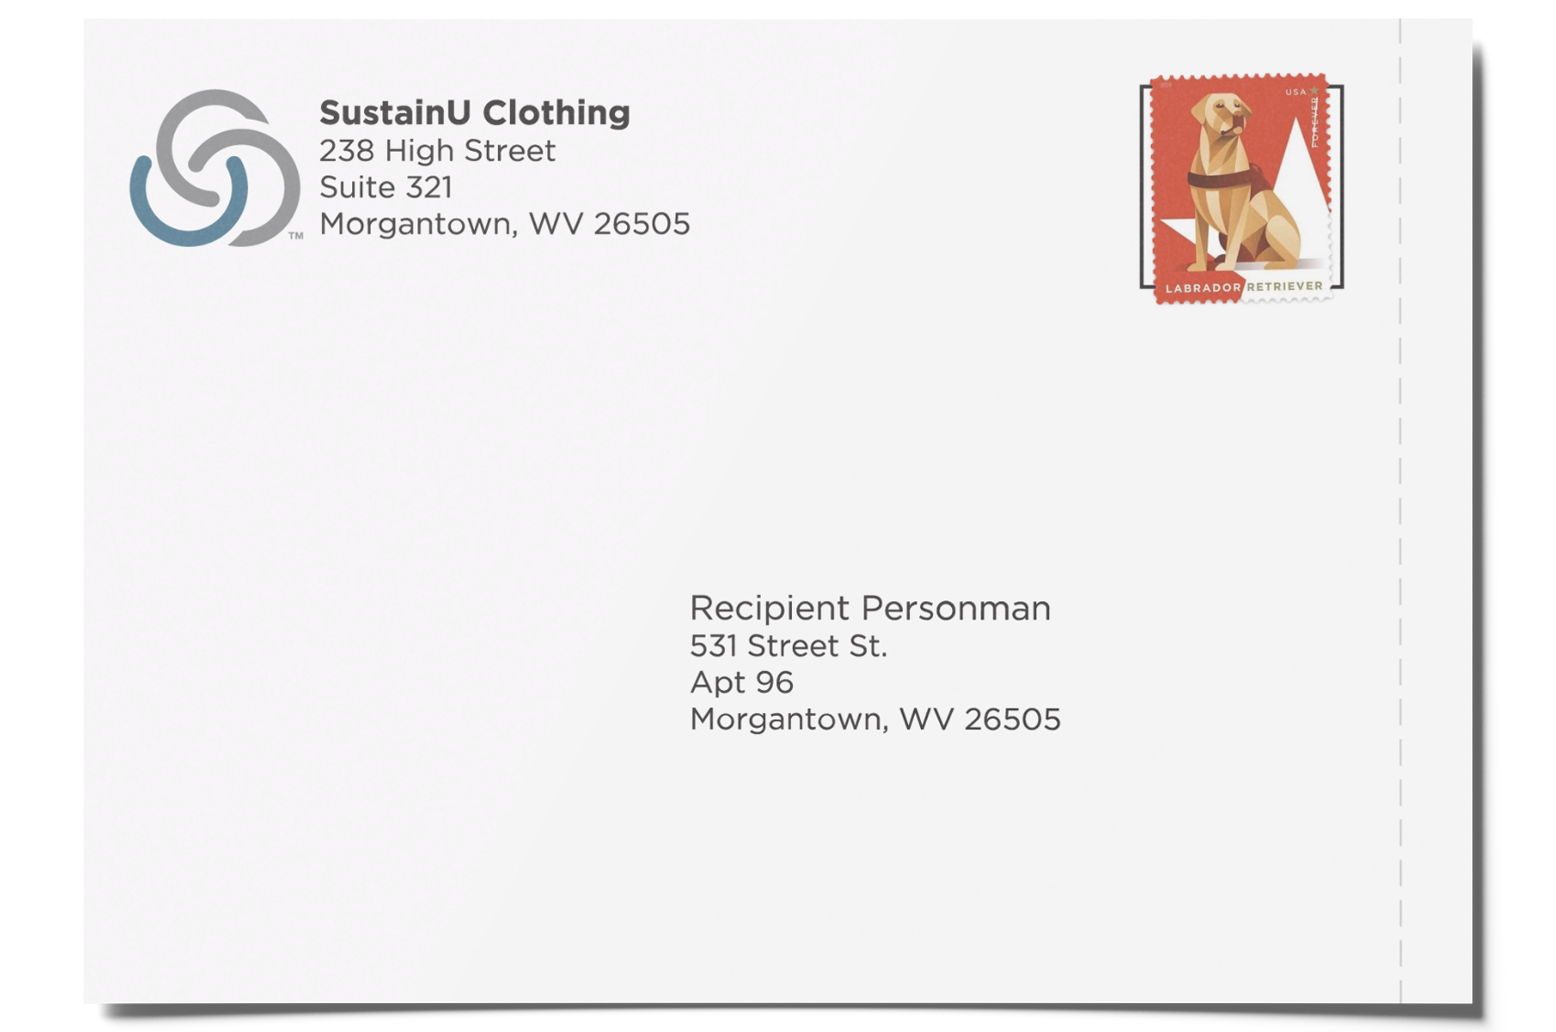 SustainU Clothing
238 High Street
Suite 321
Morgantown, WV 26505
TM
USA
FOREVER
LABRADOR RETRIEVER
Recipient Personman
531 Street St.
Apt 96
Morgantown, WV 26505